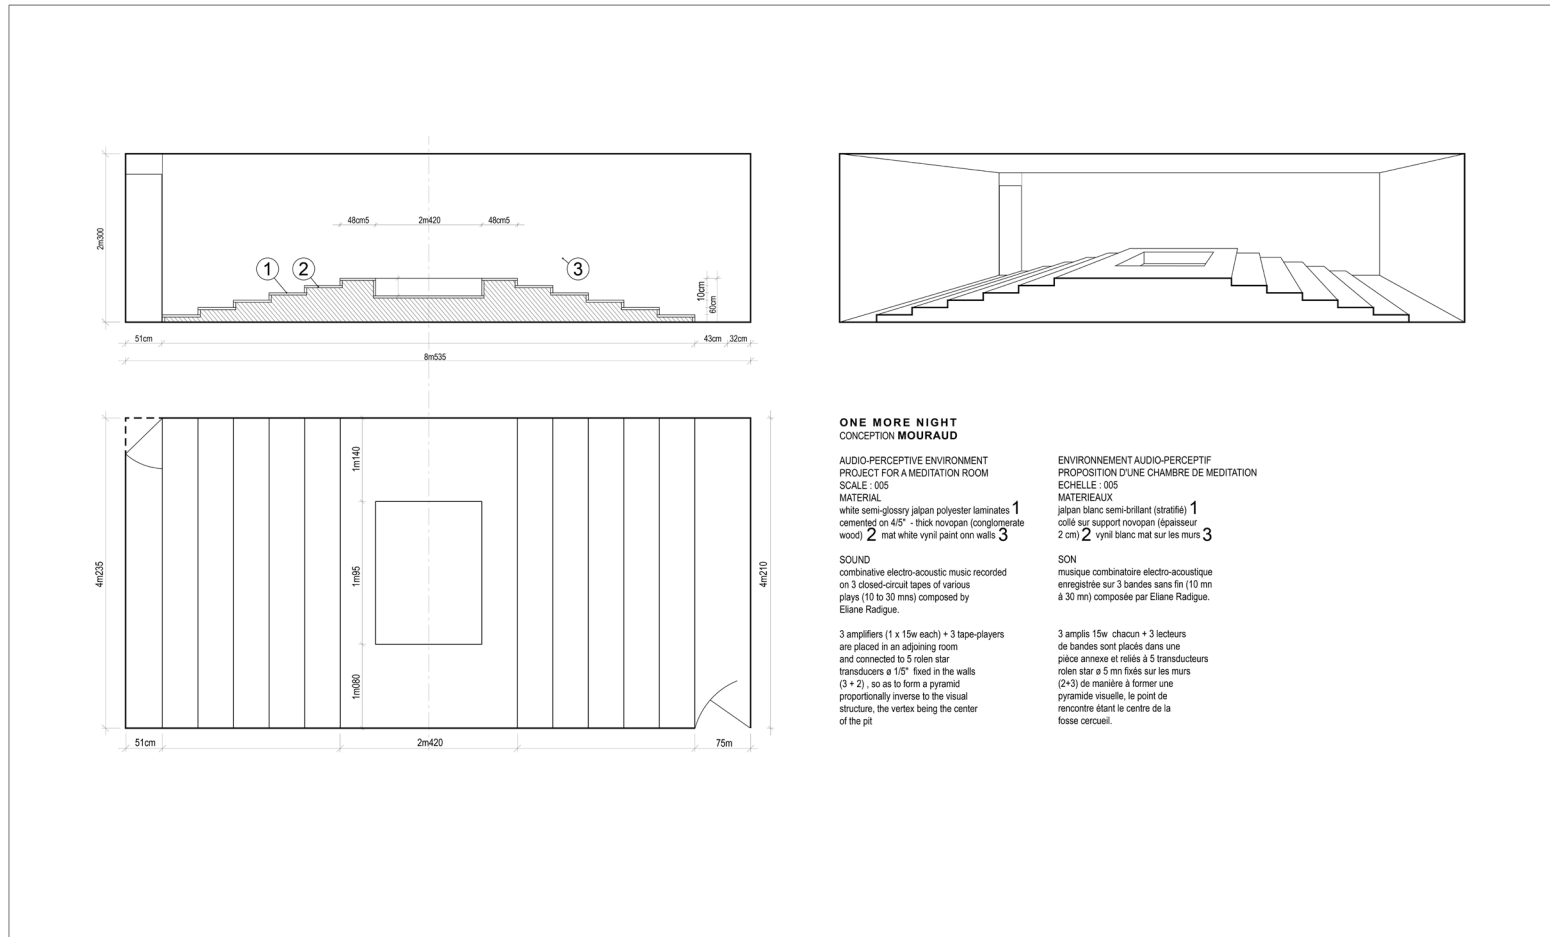 2m300
48cm5
2m420
48cm5
1
2
3
10cm
60cm
51cm
43cm
32cm
8m535
4m235
1m140
1m95
1m080
4m210
51cm
2m420
75m
ONE MORE NIGHT
CONCEPTION MOURAUD
AUDIO-PERCEPTIVE ENVIRONMENT
PROJECT FOR A MEDITATION ROOM
SCALE : 005
MATERIAL
white semi-glossry jalpan polyester laminates 1
cemented on 4/5" - thick novopan (conglomerate
wood) 2 mat white vynil paint onn walls 3
SOUND
combinative electro-acoustic music recorded
on 3 closed-circuit tapes of various
plays (10 to 30 mns) composed by
Eliane Radigue.
3 amplifiers (1 x 15w each) + 3 tape-players
are placed in an adjoining room
and connected to 5 rolen star
transducers ø 1/5" fixed in the walls
(3 + 2) , so as to form a pyramid
proportionally inverse to the visual
structure, the vertex being the center
of the pit
ENVIRONNEMENT AUDIO-PERCEPTIF
PROPOSITION D'UNE CHAMBRE DE MEDITATION
ECHELLE : 005
MATERIEAUX
jalpan blanc semi-brillant (stratifié) 1
collé sur support novopan (épaisseur
2 cm) 2 vynil blanc mat sur les murs 3
SON
musique combinatoire electro-acoustique
enregistrée sur 3 bandes sans fin (10 mn
à 30 mn) composée par Eliane Radigue.
3 amplis 15w chacun + 3 lecteurs
de bandes sont placés dans une
pièce annexe et reliés à 5 transducteurs
rolen star ø 5 mn fixés sur les murs
(2+3) de manière à former une
pyramide visuelle, le point de
rencontre étant le centre de la
fosse cercueil.